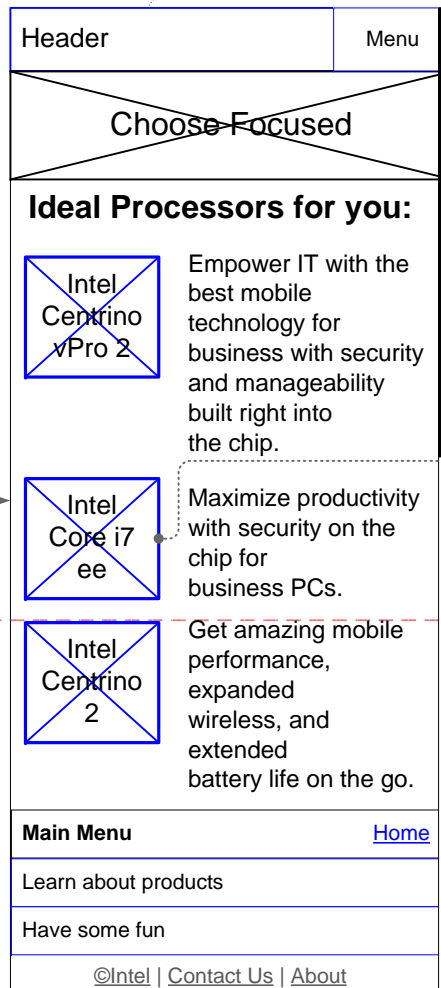 Header
Menu
Choose Focused
Ideal Processors for you:
Intel
Centrino
vPro 2
Empower IT with the
best mobile
technology for
business with security
and manageability
built right into
the chip.
Intel
Core i7
ee
Maximize productivity
with security on the
chip for
business PCs.
Intel
Centrino
2
Get amazing mobile
performance,
expanded
wireless, and
extended
battery life on the go.
Main Menu Home
Learn about products
Have some fun
©Intel | Contact Us | About